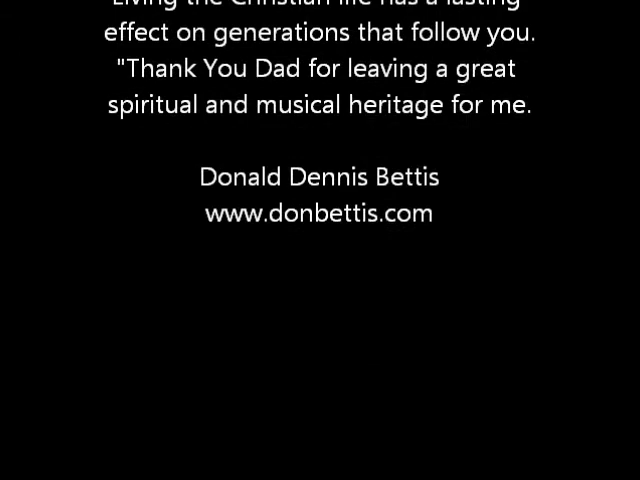 Living the Christian life has a lasting
effect on generations that follow you.
"Thank You Dad for leaving a great
spiritual and musical heritage for me.
Donald Dennis Bettis
www.donbettis.com